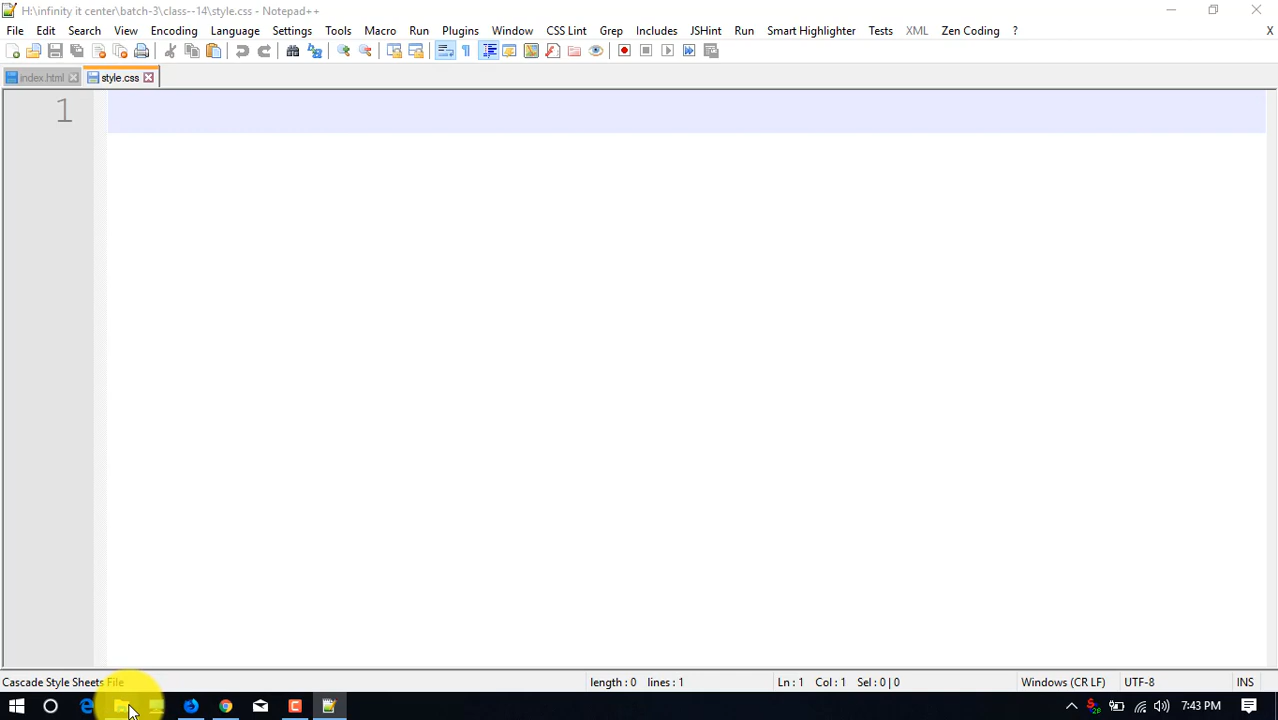 H:\infinity it center\batch-3\class--14\style.css - Notepad++
File Edit Search View Encoding Language Settings Tools Macro Run Plugins Window CSS Lint Grep Includes JSHint Run Smart Highlighter Tests XML Zen Coding ? X
index.html style.css
1
Cascade Style Sheets File length : 0 lines : 1 Ln : 1 Col : 1 Sel : 0 | 0 Windows (CR LF) UTF-8 INS
7:43 PM